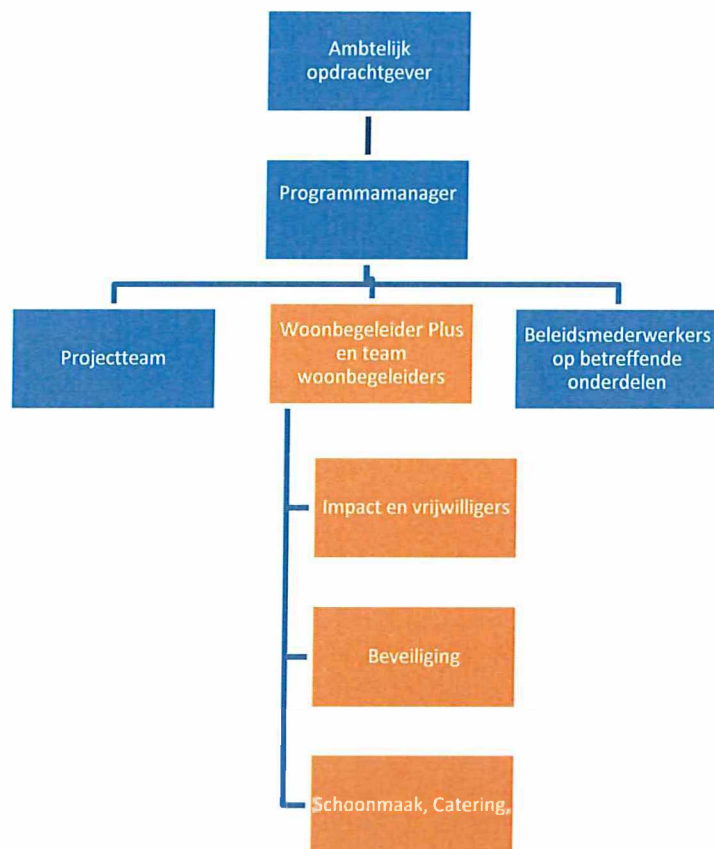 Ambtelijk
opdrachtgever
Programmamanager
Projectteam
Woonbegeleider Plus
en team
woonbegeleiders
Beleidsmederwerkers
op betreffende
onderdelen
Impact en vrijwilligers
Beveiliging
Schoonmaak, Catering,